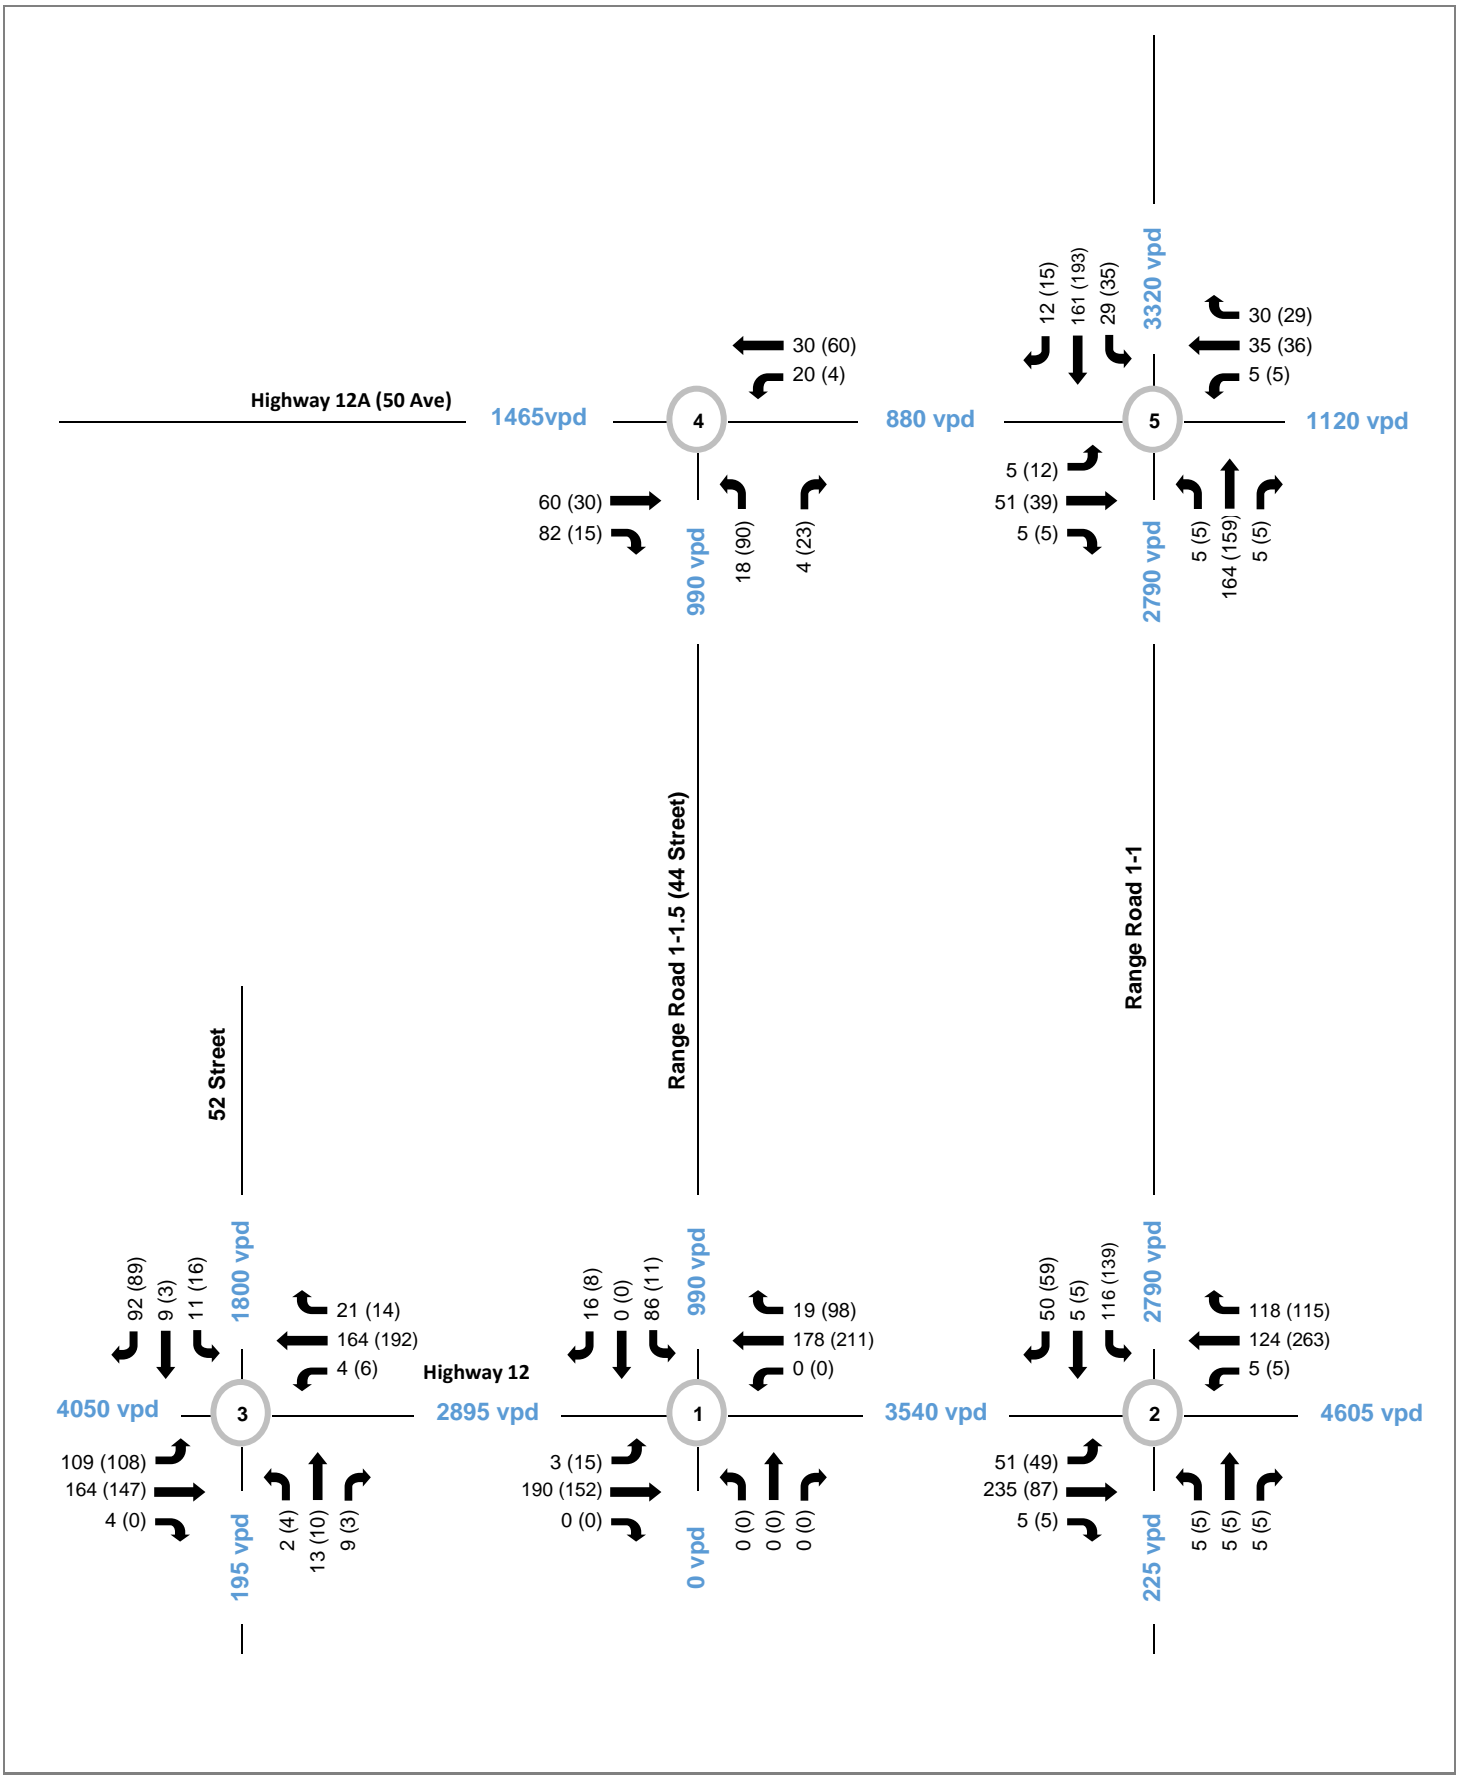 3320 vpd
12 (15)
161 (193)
29 (35)
30 (29)
35 (36)
5 (5)
30 (60)
20 (4)
Highway 12A (50 Ave)
1465vpd
4
880 vpd
5
1120 vpd
5 (12)
51 (39)
5 (5)
60 (30)
82 (15)
990 vpd
18 (90)
4 (23)
2790 vpd
5 (5)
164 (159)
5 (5)
Range Road 1-1.5 (44 Street)
Range Road 1-1
52 Street
92 (89)
9 (3)
11 (16)
1800 vpd
21 (14)
164 (192)
4 (6)
16 (8)
0 (0)
86 (11)
990 vpd
19 (98)
178 (211)
0 (0)
50 (59)
5 (5)
116 (139)
2790 vpd
118 (115)
124 (263)
5 (5)
Highway 12
4050 vpd
3
2895 vpd
1
3540 vpd
2
4605 vpd
109 (108)
164 (147)
4 (0)
195 vpd
2 (4)
13 (10)
9 (3)
3 (15)
190 (152)
0 (0)
0 vpd
0 (0)
0 (0)
0 (0)
51 (49)
235 (87)
5 (5)
225 vpd
5 (5)
5 (5)
5 (5)